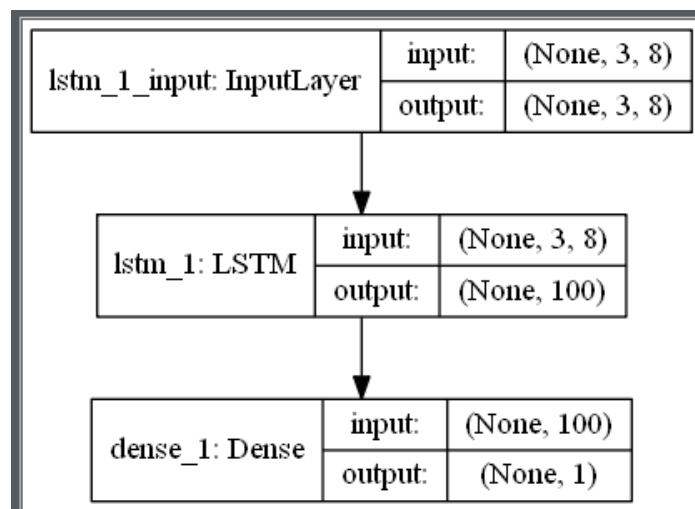 lstm_1_input: InputLayer
input: (None, 3, 8)
output: (None, 3, 8)
lstm_1: LSTM
input: (None, 3, 8)
output: (None, 100)
dense_1: Dense
input: (None, 100)
output: (None, 1)